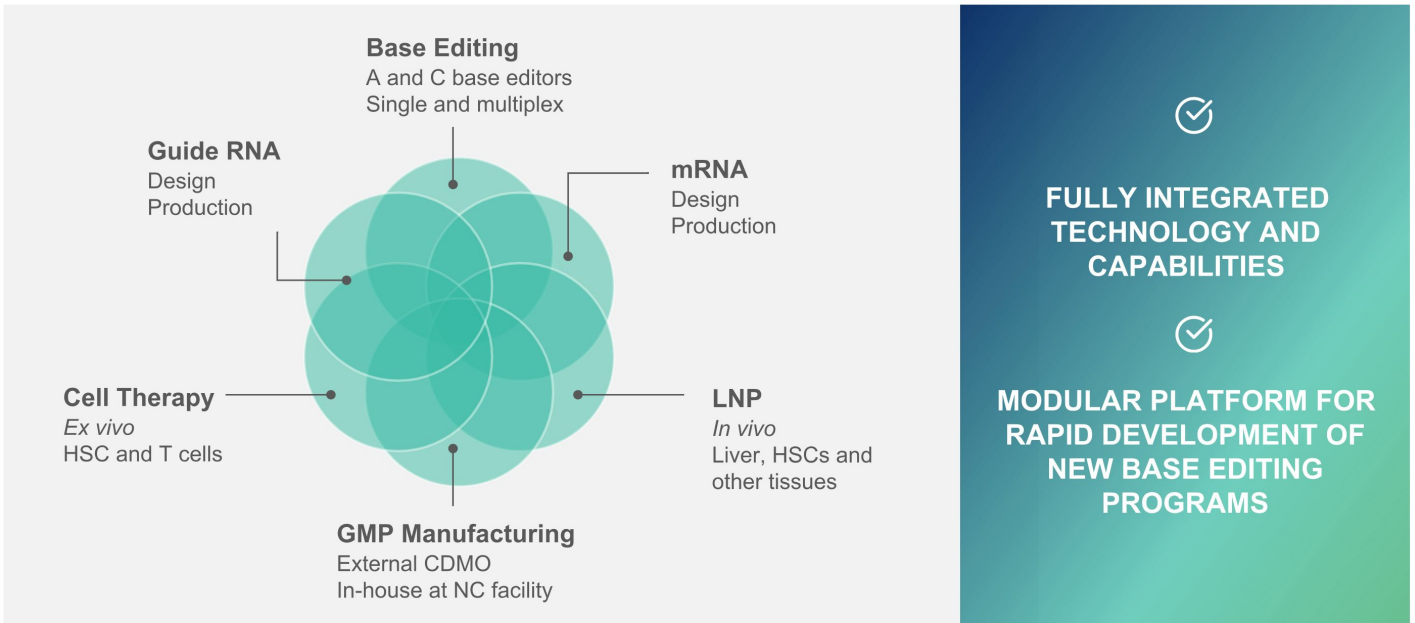 Base Editing
A and C base editors
Single and multiplex
Guide RNA
Design
Production
mRNA
Design
Production
Cell Therapy
Ex vivo
HSC and T cells
LNP
In vivo
Liver, HSCs and
other tissues
GMP Manufacturing
External CDMO
In-house at NC facility
FULLY INTEGRATED
TECHNOLOGY AND
CAPABILITIES
MODULAR PLATFORM FOR
RAPID DEVELOPMENT OF
NEW BASE EDITING
PROGRAMS